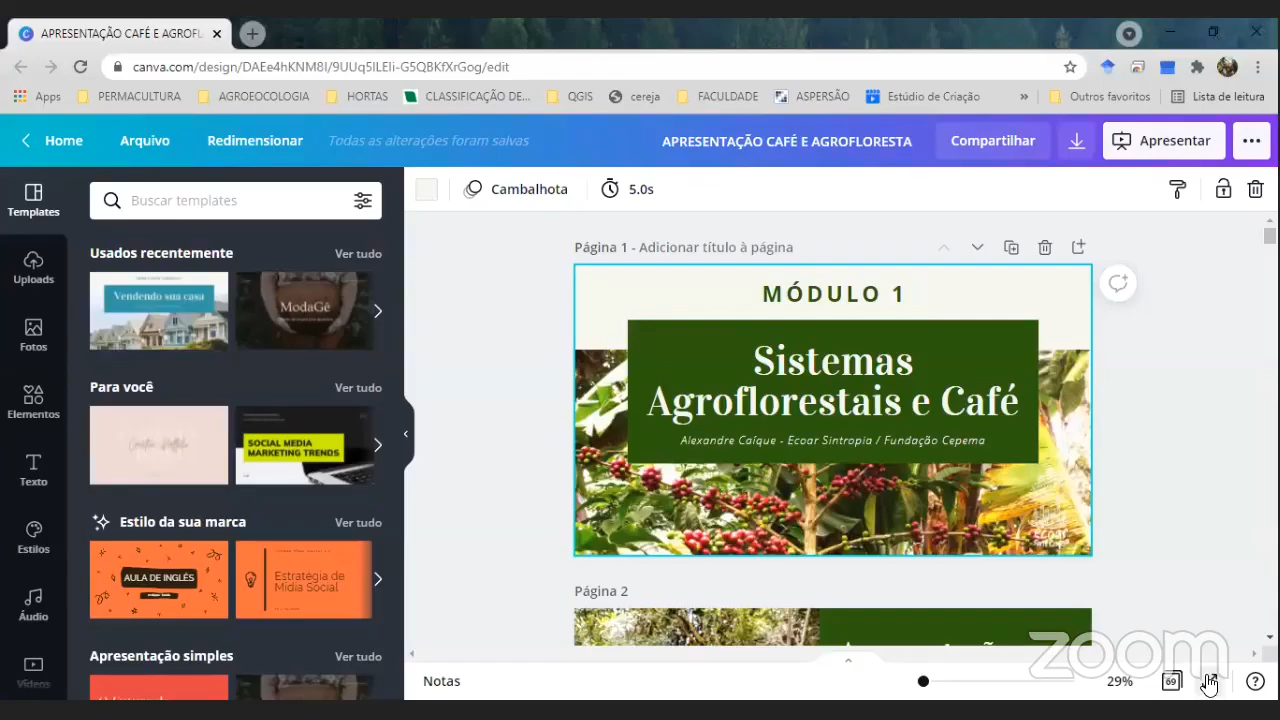 APRESENTAÇÃO CAFÉ E AGROFL
canva.com/design/DAEe4hKNM8I/9UUq5ILEIi-G5QBKfXrGog/edit
Apps PERMACULTURA AGROEOCOLOGIA HORTAS CLASSIFICAÇÃO DE... QGIS cereja FACULDADE ASPERSÃO Estúdio de Criação » Outros favoritos Lista de leitura
Home Arquivo Redimensionar Todas as alterações foram salvas APRESENTAÇÃO CAFÉ E AGROFLORESTA Compartilhar Apresentar
Templates
Uploads
Fotos
Elementos
Texto
Estilos
Áudio
Vídeos
Buscar templates
Usados recentemente Ver tudo
Vendendo sua casa
ModaGê
Para você Ver tudo
SOCIAL MEDIA
MARKETING TRENDS
Estilo da sua marca Ver tudo
AULA DE INGLÊS
Estratégia de
Mídia Social
Apresentação simples Ver tudo
Cambalhota 5.0s
Página 1 - Adicionar título à página
MÓDULO 1
Sistemas
Agroflorestais e Café
Alexandre Caíque - Ecoar Sintropia / Fundação Cepema
Ecoar
Página 2
zoom
Notas 29% 69 ?